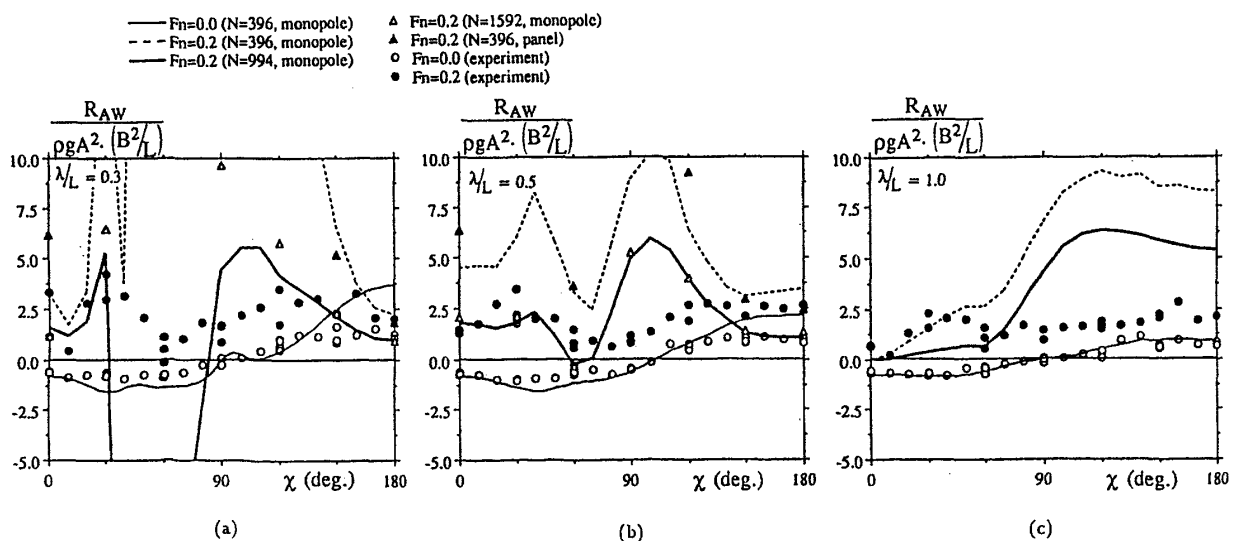 Fn=0.0 (N=396, monopole)
Fn=0.2 (N=396, monopole)
Fn=0.2 (N=994, monopole)
Fn=0.2 (N=1592, monopole)
Fn=0.2 (N=396, panel)
Fn=0.0 (experiment)
Fn=0.2 (experiment)
R_AW
ρgA². (B²/L)
10.0
λ/L = 0.3
7.5
5.0
2.5
0.0
-2.5
-5.0
0
90
180
χ (deg.)
(a)
R_AW
ρgA². (B²/L)
10.0
λ/L = 0.5
7.5
5.0
2.5
0.0
-2.5
-5.0
0
90
180
χ (deg.)
(b)
R_AW
ρgA². (B²/L)
10.0
λ/L = 1.0
7.5
5.0
2.5
0.0
-2.5
-5.0
0
90
180
χ (deg.)
(c)